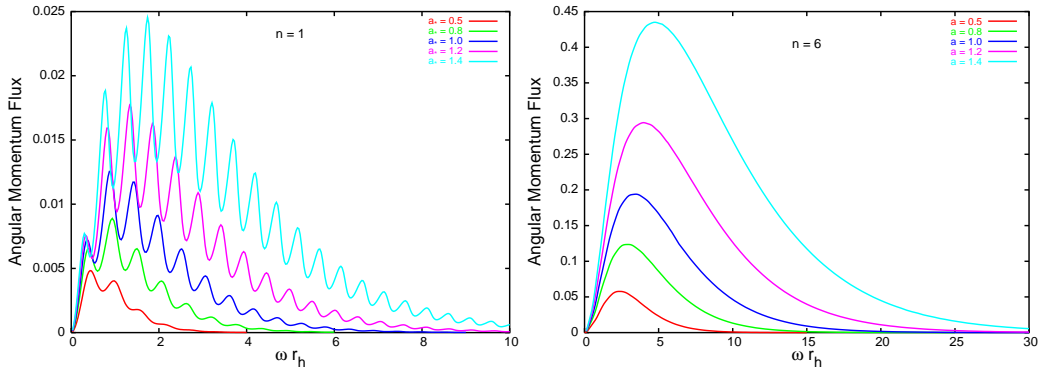 0.025
0.02
0.015
0.01
0.005
0
Angular Momentum Flux
n = 1
a* = 0.5
a* = 0.8
a* = 1.0
a* = 1.2
a* = 1.4
0 2 4 6 8 10
ω rh
0.45
0.4
0.35
0.3
0.25
0.2
0.15
0.1
0.05
0
Angular Momentum Flux
n = 6
a = 0.5
a = 0.8
a = 1.0
a = 1.2
a = 1.4
0 5 10 15 20 25 30
ω rh